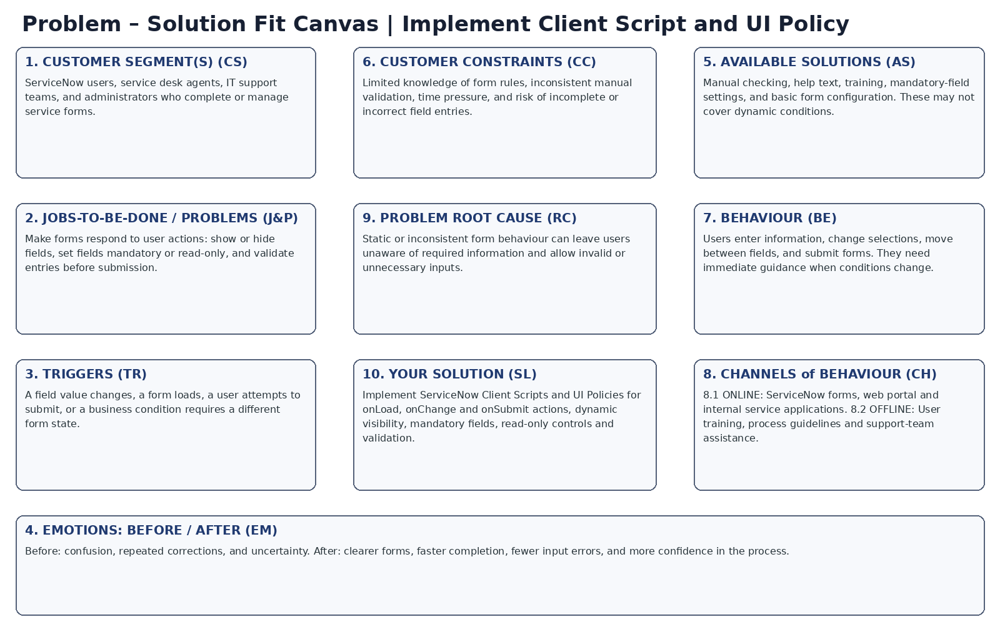 Problem – Solution Fit Canvas | Implement Client Script and UI Policy
1. CUSTOMER SEGMENT(S) (CS)
ServiceNow users, service desk agents, IT support
teams, and administrators who complete or manage
service forms.
6. CUSTOMER CONSTRAINTS (CC)
Limited knowledge of form rules, inconsistent manual
validation, time pressure, and risk of incomplete or
incorrect field entries.
5. AVAILABLE SOLUTIONS (AS)
Manual checking, help text, training, mandatory-field
settings, and basic form configuration. These may not
cover dynamic conditions.
2. JOBS-TO-BE-DONE / PROBLEMS (J&P)
Make forms respond to user actions: show or hide
fields, set fields mandatory or read-only, and validate
entries before submission.
9. PROBLEM ROOT CAUSE (RC)
Static or inconsistent form behaviour can leave users
unaware of required information and allow invalid or
unnecessary inputs.
7. BEHAVIOUR (BE)
Users enter information, change selections, move
between fields, and submit forms. They need
immediate guidance when conditions change.
3. TRIGGERS (TR)
A field value changes, a form loads, a user attempts to
submit, or a business condition requires a different
form state.
10. YOUR SOLUTION (SL)
Implement ServiceNow Client Scripts and UI Policies for
onLoad, onChange and onSubmit actions, dynamic
visibility, mandatory fields, read-only controls and
validation.
8. CHANNELS of BEHAVIOUR (CH)
8.1 ONLINE: ServiceNow forms, web portal and
internal service applications. 8.2 OFFLINE: User
training, process guidelines and support-team
assistance.
4. EMOTIONS: BEFORE / AFTER (EM)
Before: confusion, repeated corrections, and uncertainty. After: clearer forms, faster completion, fewer input errors, and more confidence in the process.